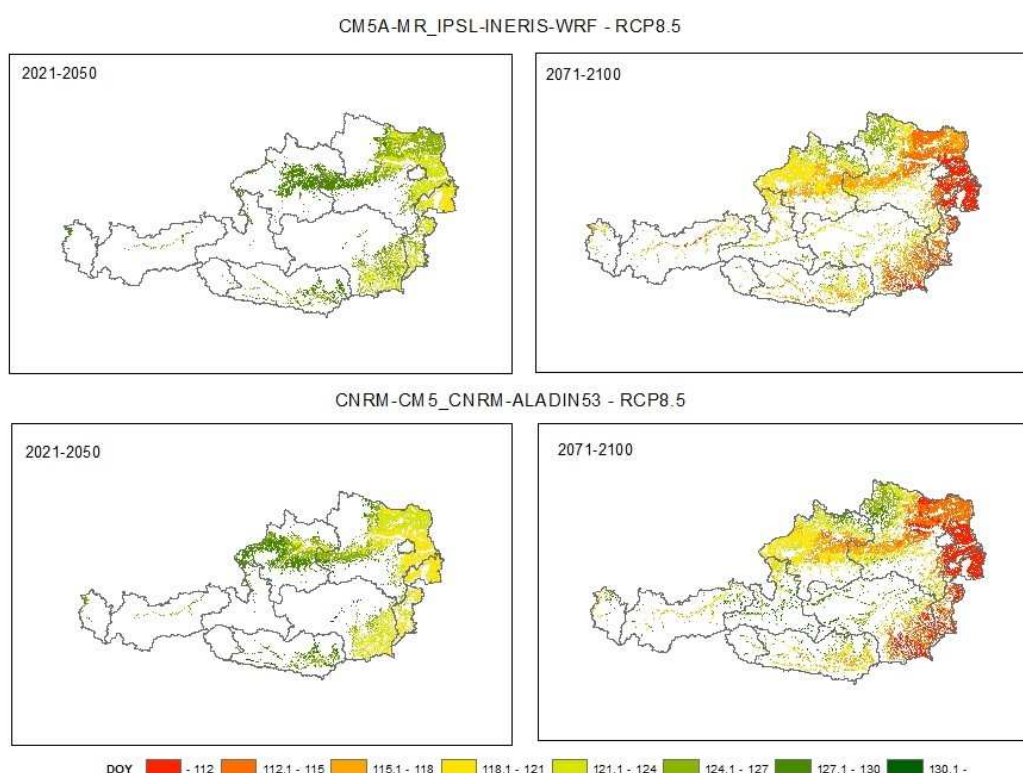 CM5A-MR_IPSL-INERIS-WRF - RCP8.5
2021-2050
2071-2100
CNRM-CM5_CNRM-ALADIN53 - RCP8.5
2021-2050
2071-2100
DOY - 112 112.1 - 115 115.1 - 118 118.1 - 121 121.1 - 124 124.1 - 127 127.1 - 130 130.1 -